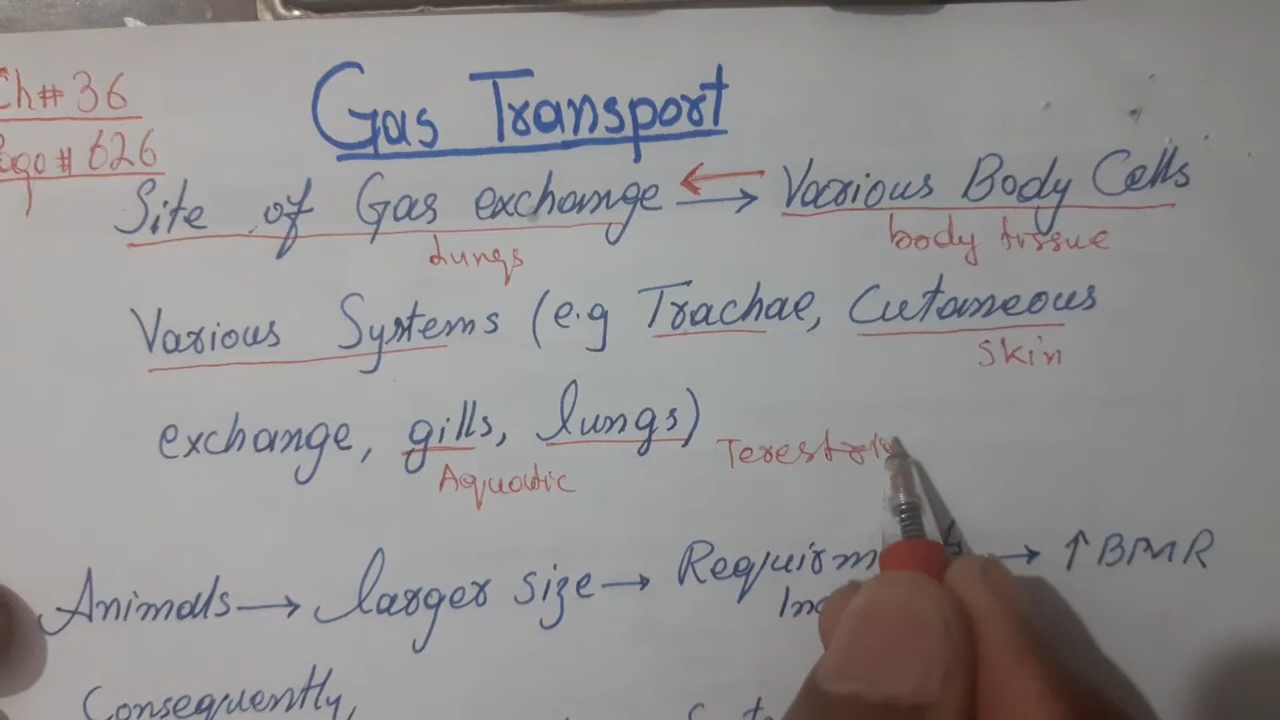 Ch# 36
Page# 626
Gas Transport
Site of Gas exchange ⇄ Various Body Cells
Lungs
body tissue
Various Systems (e.g Trachae, Cutaneous
Skin
exchange, gills, lungs)
Aquatic
Terestri
Animals → larger size → → ↑ BMR
Consequently,